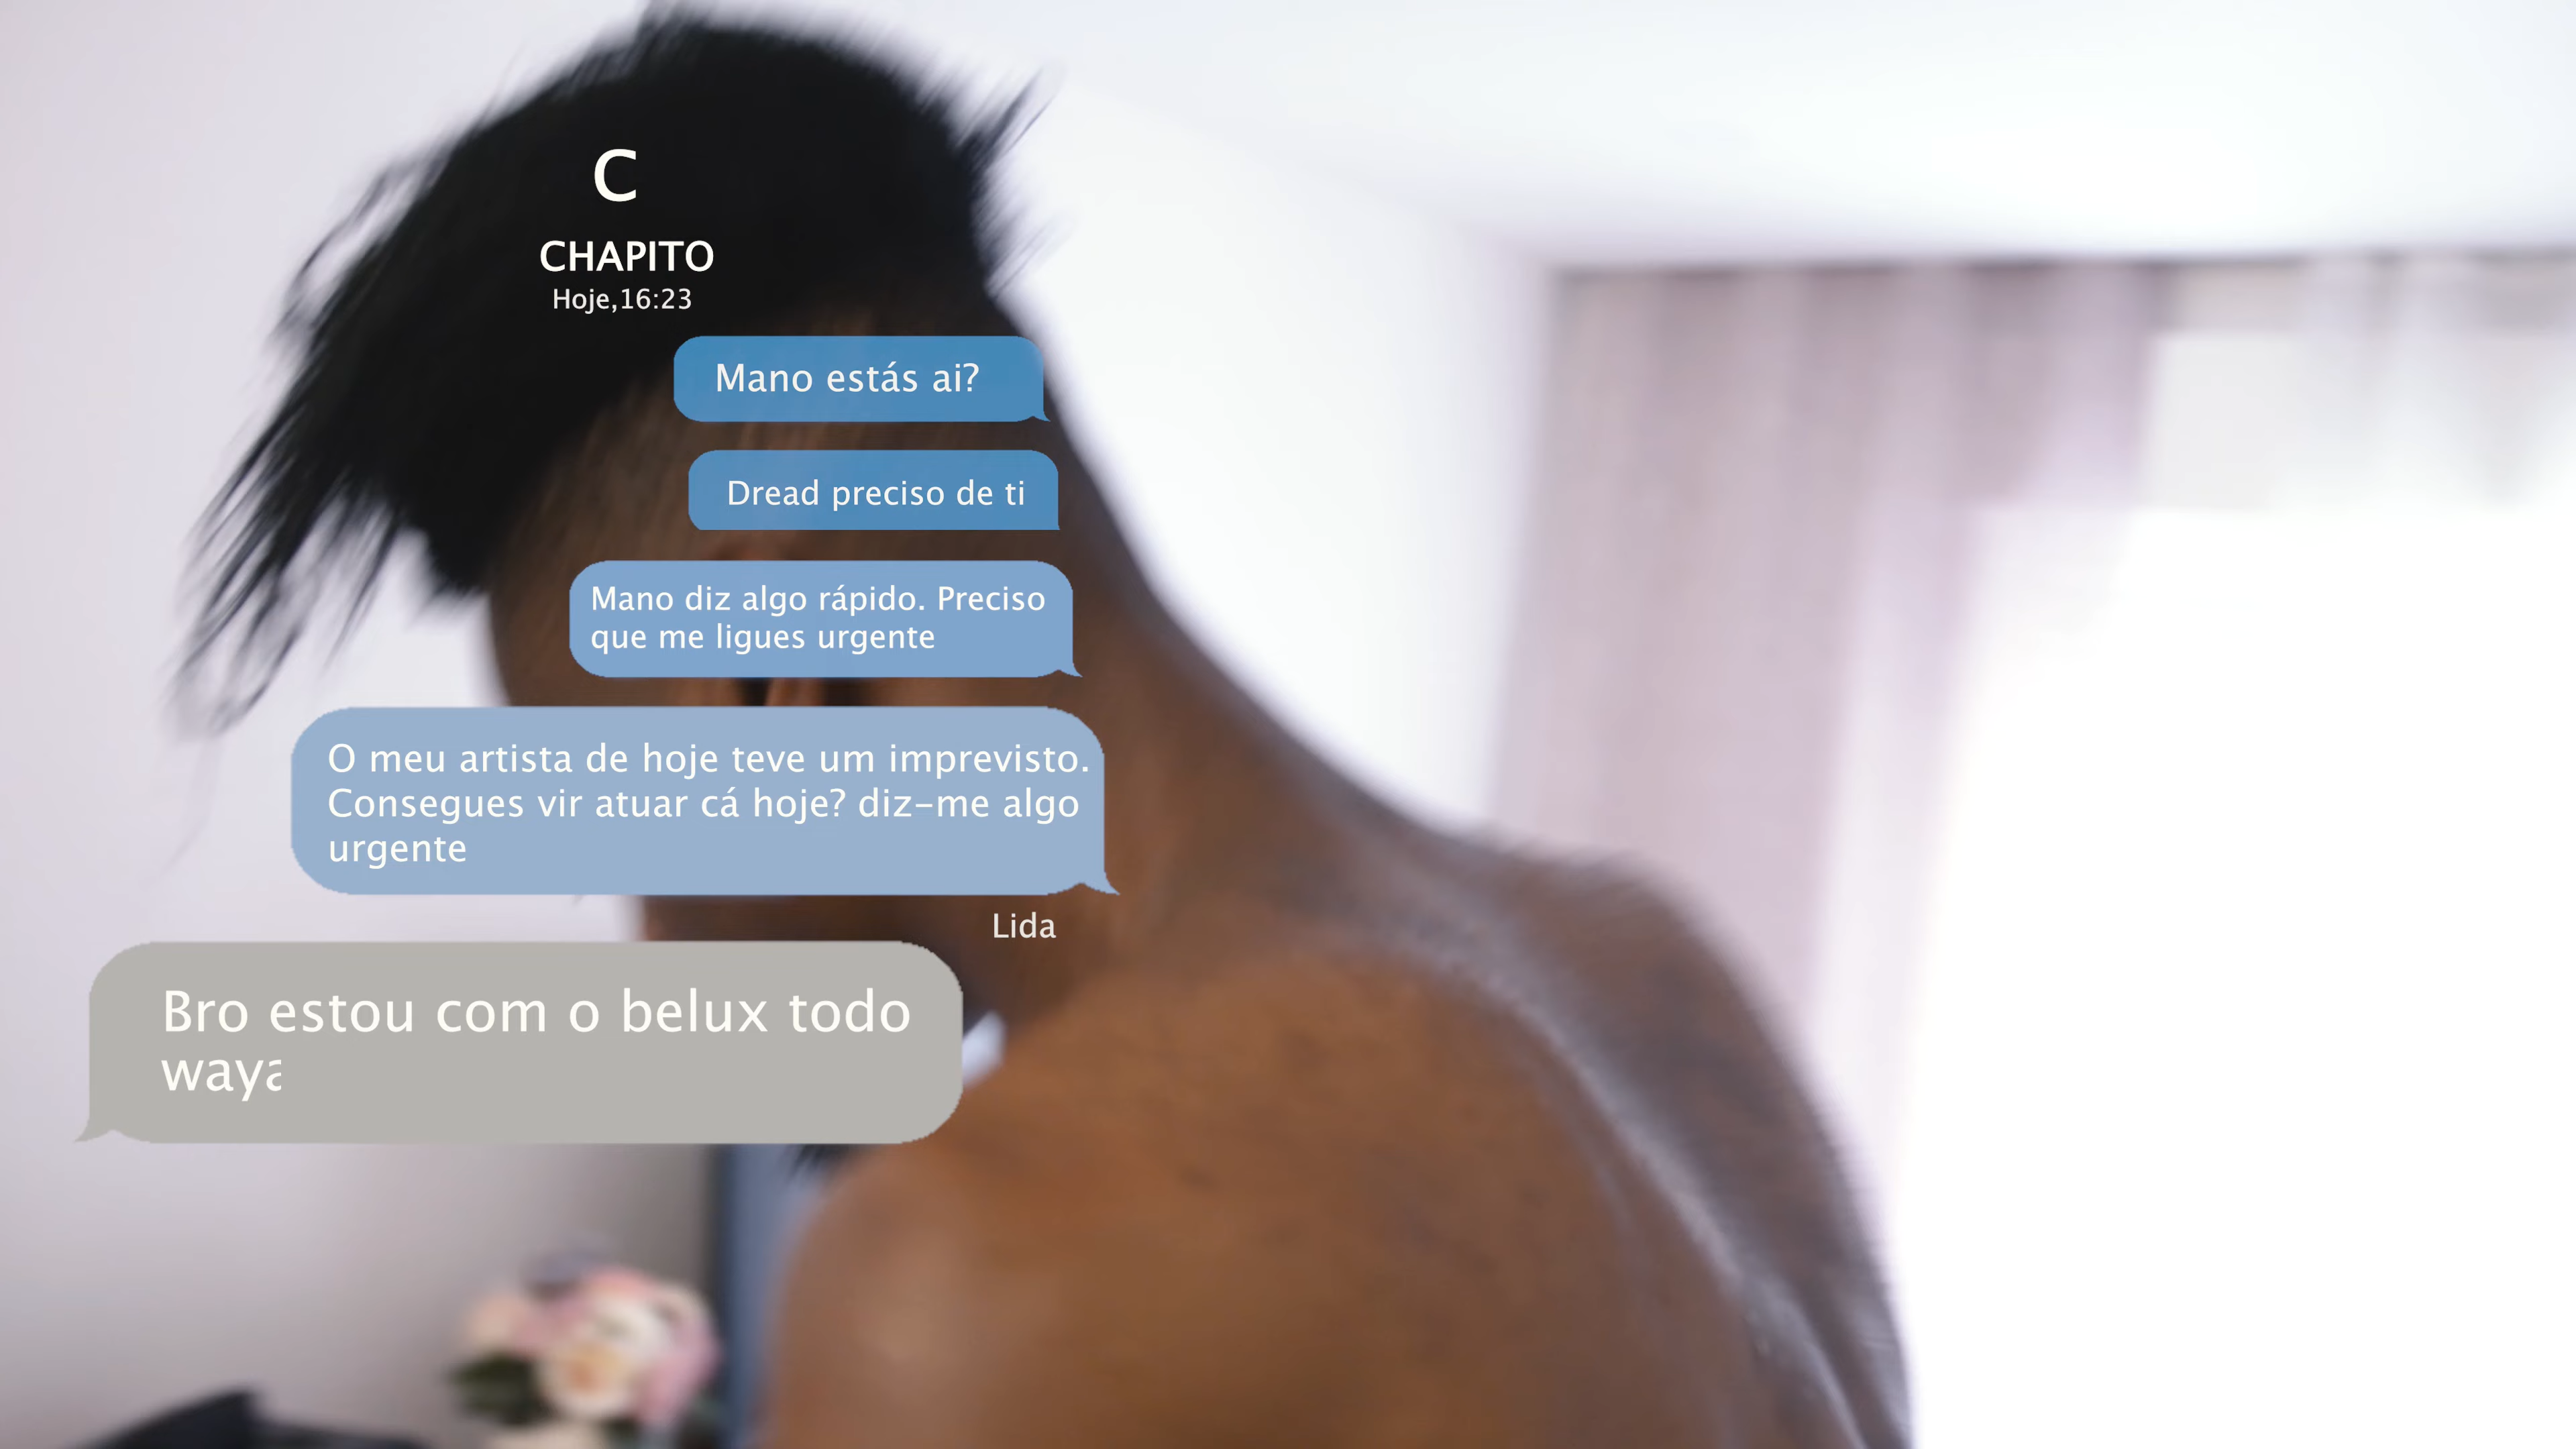 C
CHAPITO
Hoje,16:23
Mano estás ai?
Dread preciso de ti
Mano diz algo rápido. Preciso
que me ligues urgente
O meu artista de hoje teve um imprevisto.
Consegues vir atuar cá hoje? diz-me algo
urgente
Lida
Bro estou com o belux todo